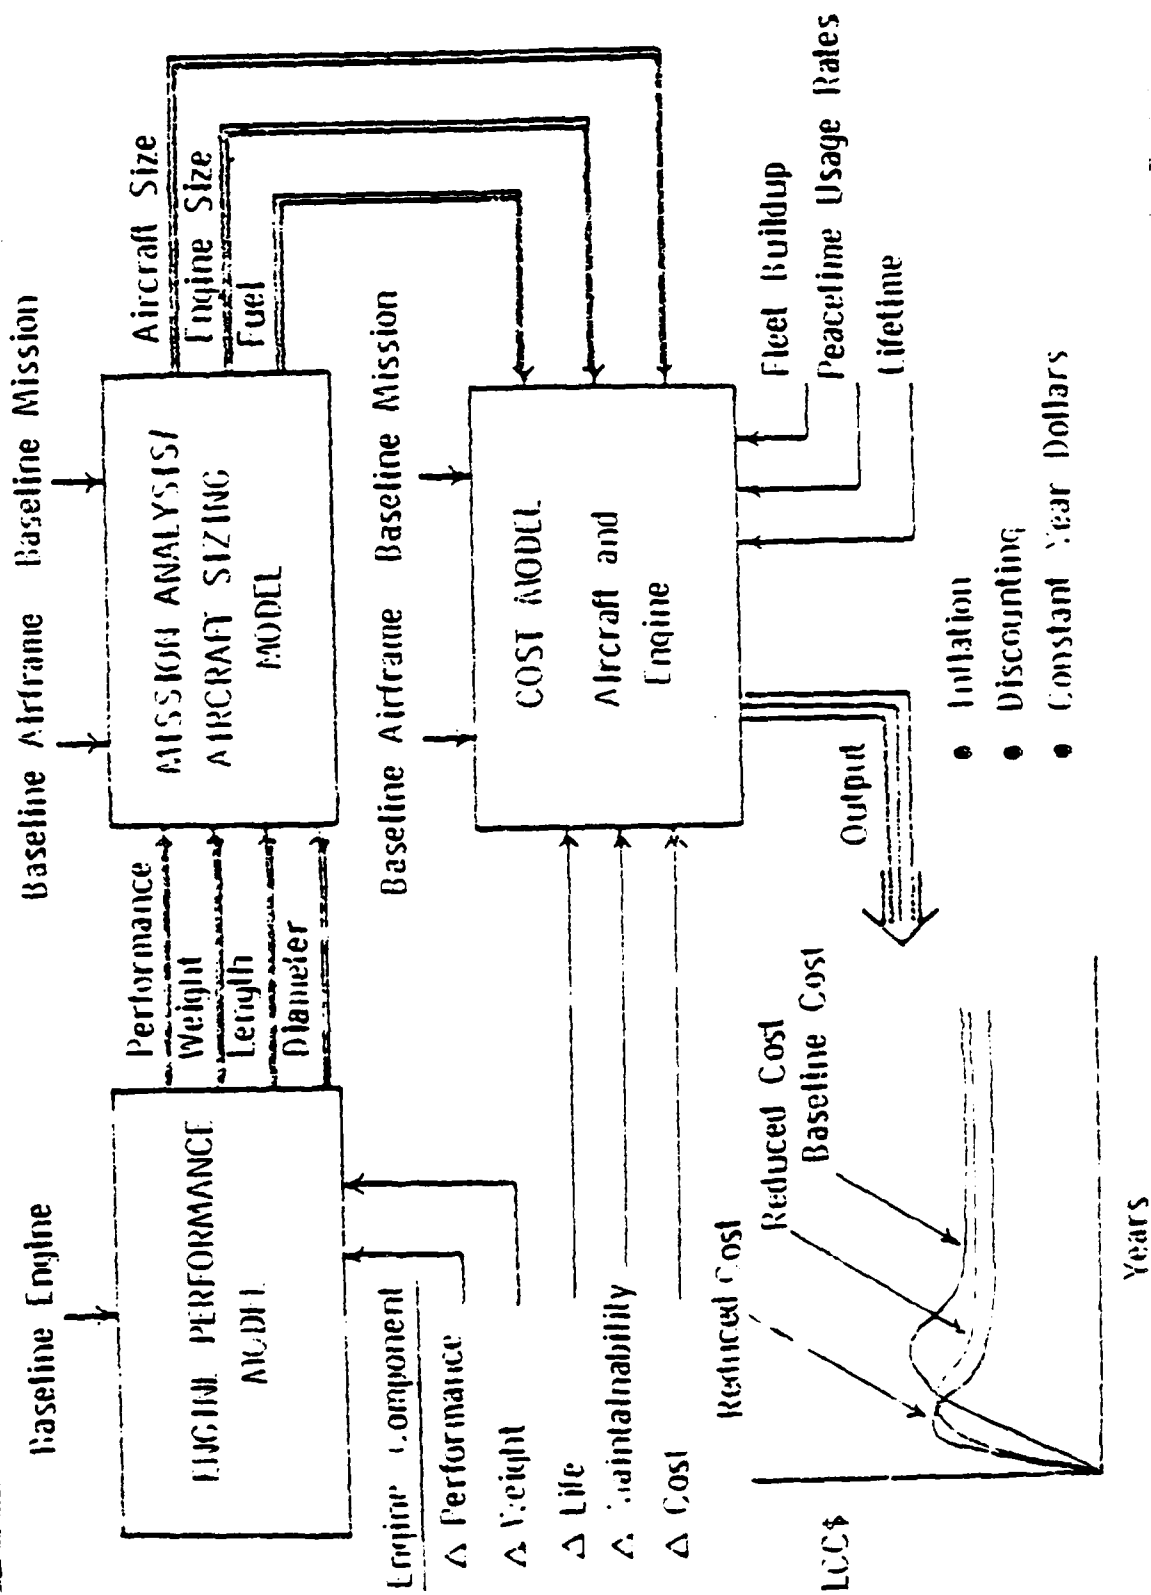 Baseline Engine
ENGINE PERFORMANCE
MODEL
Engine Component
Δ Performance
Δ Weight
Δ Life
Δ Maintainability
Δ Cost
Performance
Weight
Length
Diameter
Baseline Airframe
Baseline Mission
MISSION ANALYSIS/
AIRCRAFT SIZING
MODEL
Aircraft Size
Engine Size
Fuel
Baseline Airframe
Baseline Mission
COST MODEL
Aircraft and
Engine
Fleet Buildup
Peacetime Usage Rates
Lifetime
Output
• Inflation
• Discounting
• Constant Year Dollars
LCC$
Reduced Cost
Reduced Cost
Baseline Cost
Years